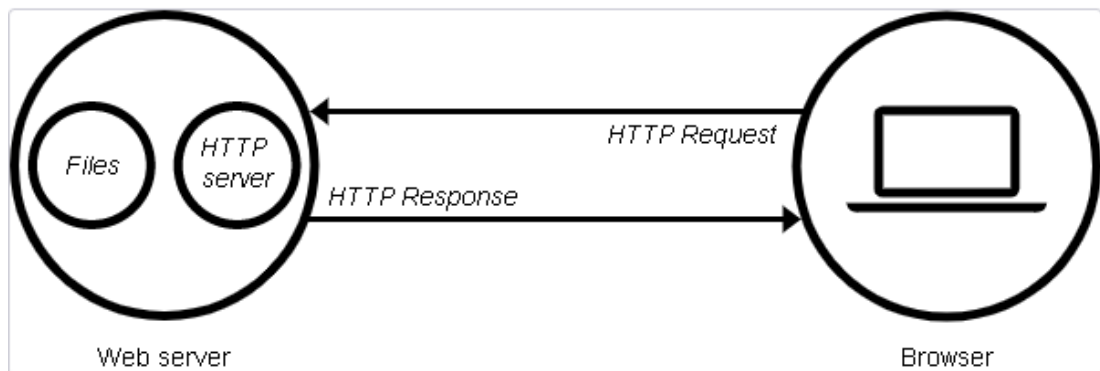 HTTP Request
Files
HTTP
server
HTTP Response
Web server
Browser